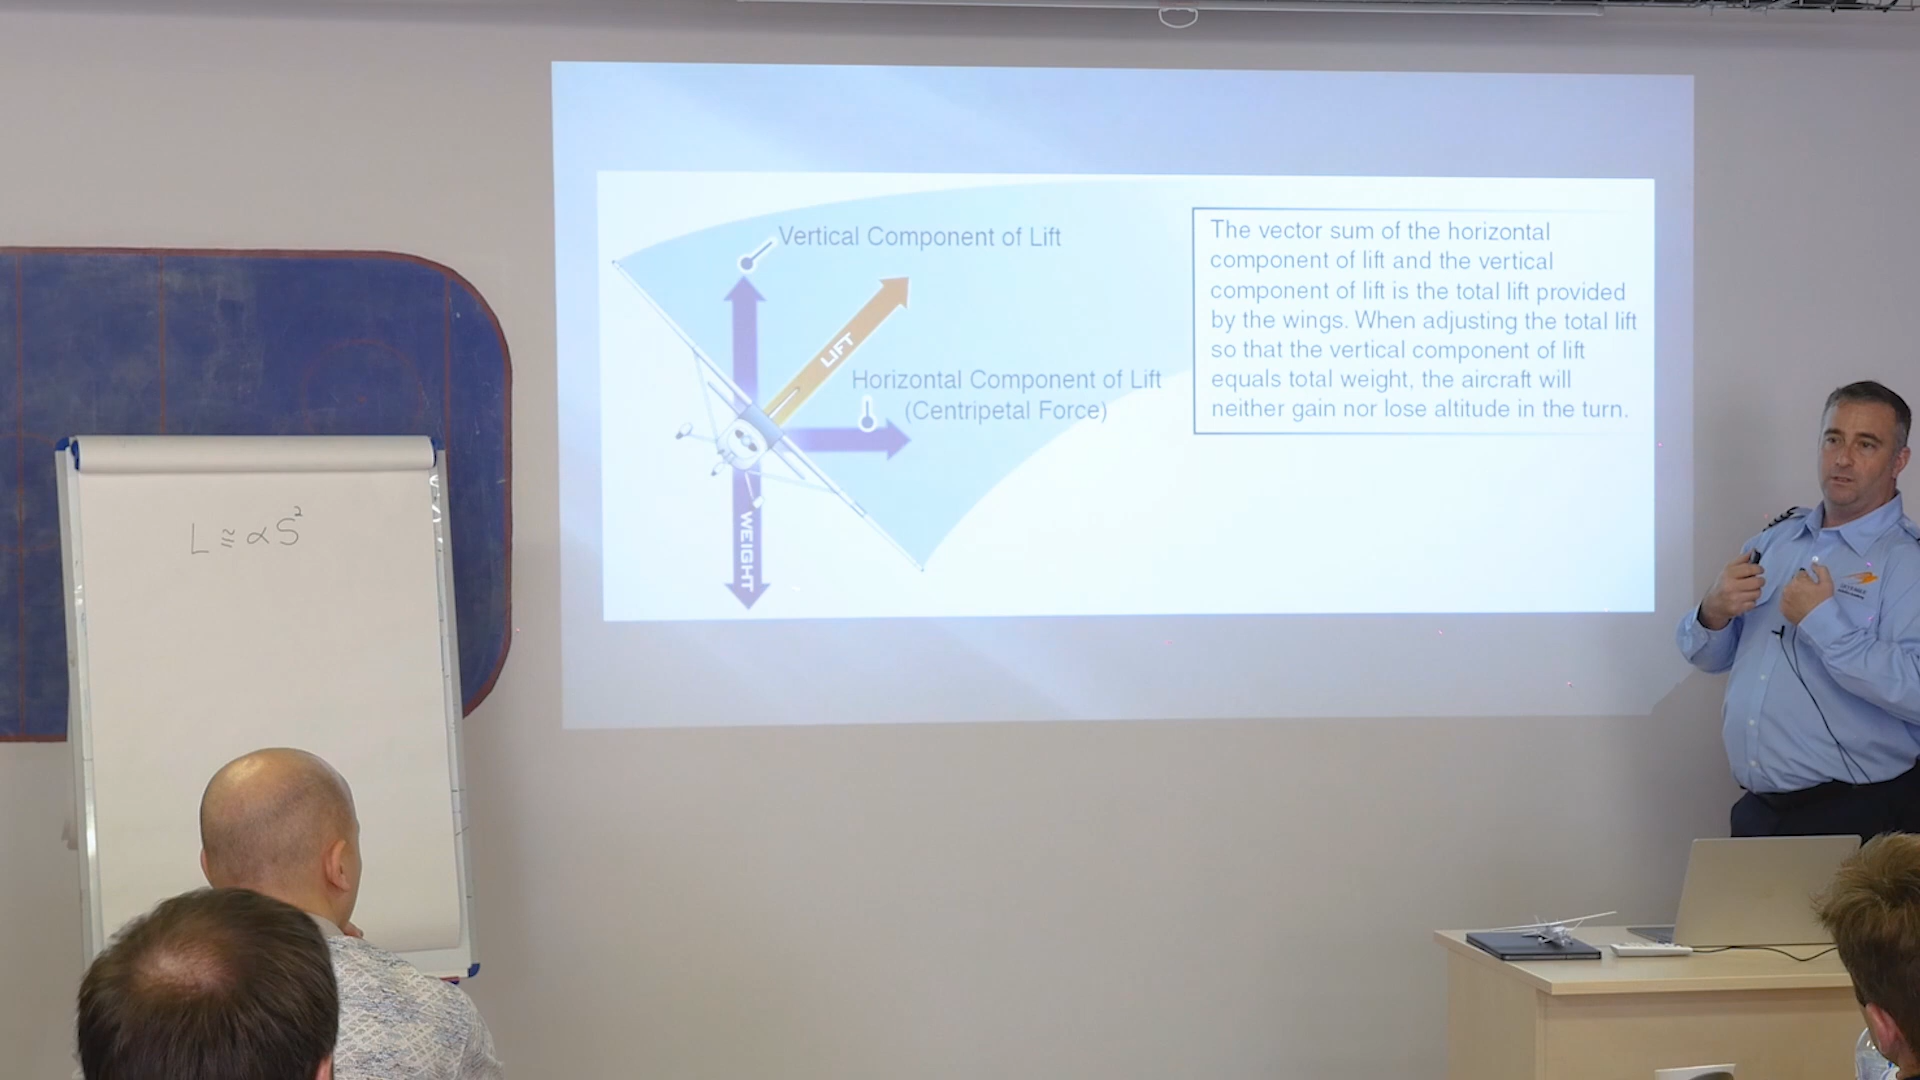 L ≅ α S²
Vertical Component of Lift
LIFT
Horizontal Component of Lift
(Centripetal Force)
WEIGHT
The vector sum of the horizontal
component of lift and the vertical
component of lift is the total lift provided
by the wings. When adjusting the total lift
so that the vertical component of lift
equals total weight, the aircraft will
neither gain nor lose altitude in the turn.